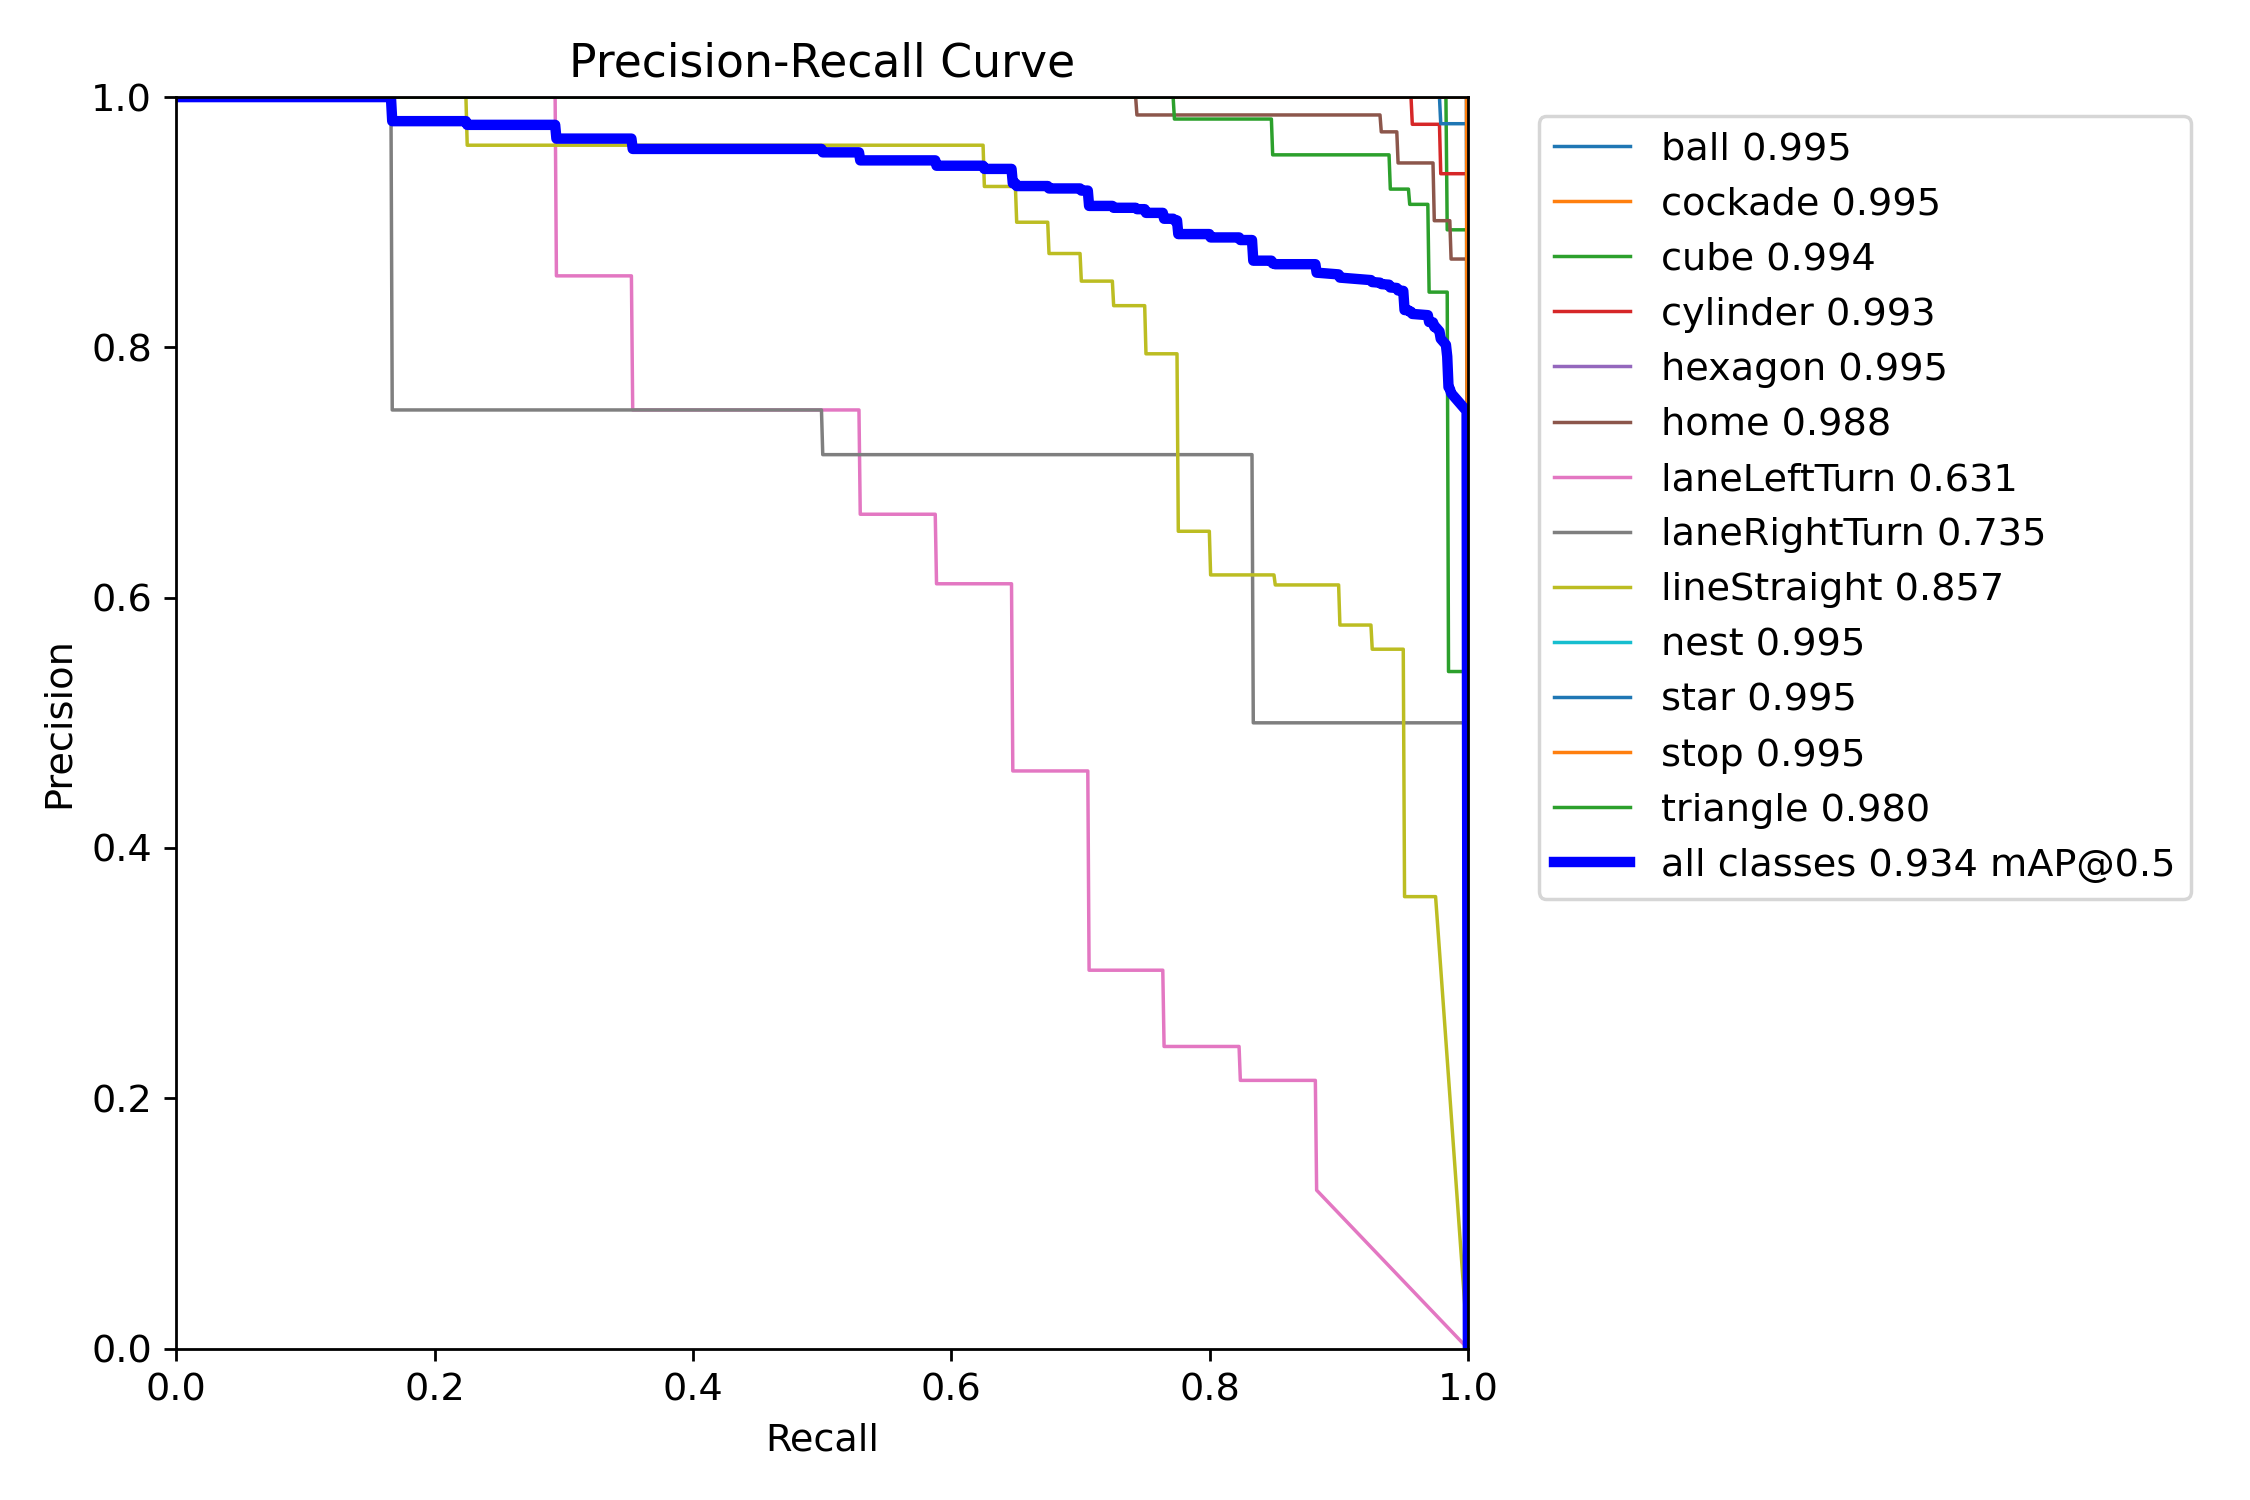 Precision-Recall Curve
1.0
0.8
0.6
0.4
0.2
0.0
Precision
0.0 0.2 0.4 0.6 0.8 1.0
Recall
ball 0.995
cockade 0.995
cube 0.994
cylinder 0.993
hexagon 0.995
home 0.988
laneLeftTurn 0.631
laneRightTurn 0.735
lineStraight 0.857
nest 0.995
star 0.995
stop 0.995
triangle 0.980
all classes 0.934 mAP@0.5